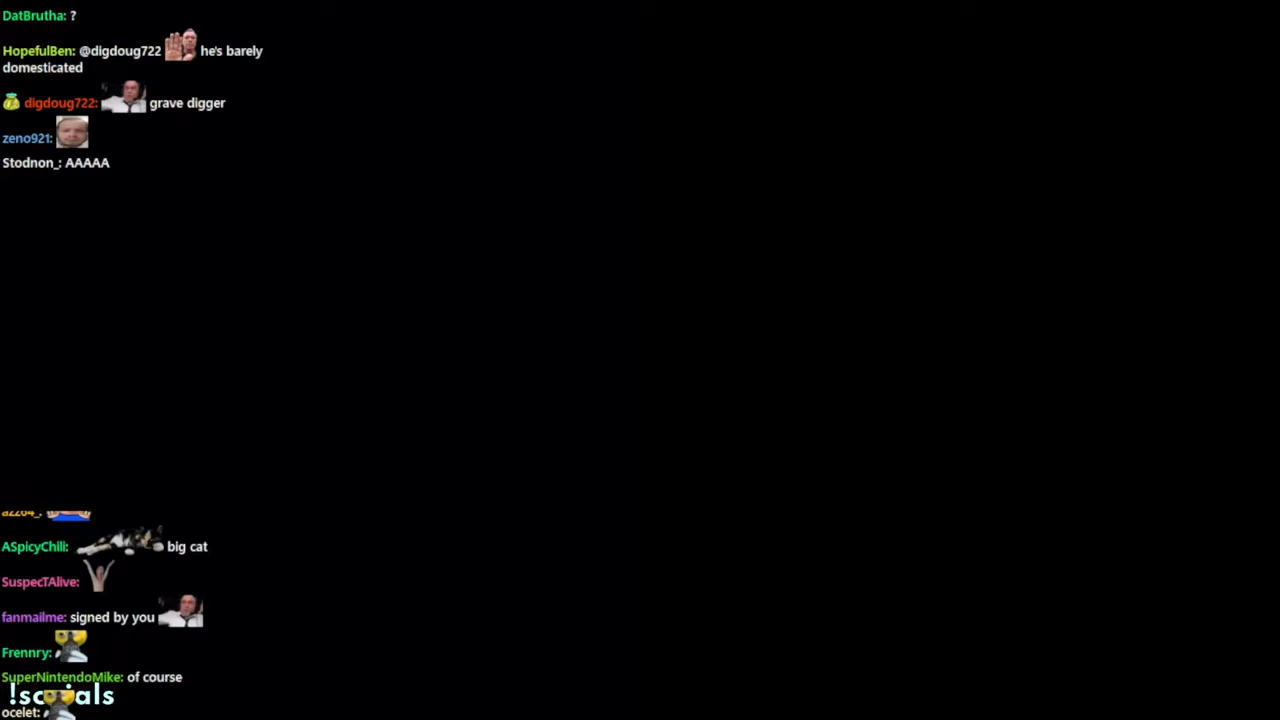 DatBrutha: ?
HopefulBen: @digdoug722 he's barely
domesticated
digdoug722: grave digger
zeno921:
Stodnon_: AAAAA
ASpicyChili: big cat
SuspecTAlive:
fanmailme: signed by you
Frennry:
SuperNintendoMike: of course
!socials
ocelet: